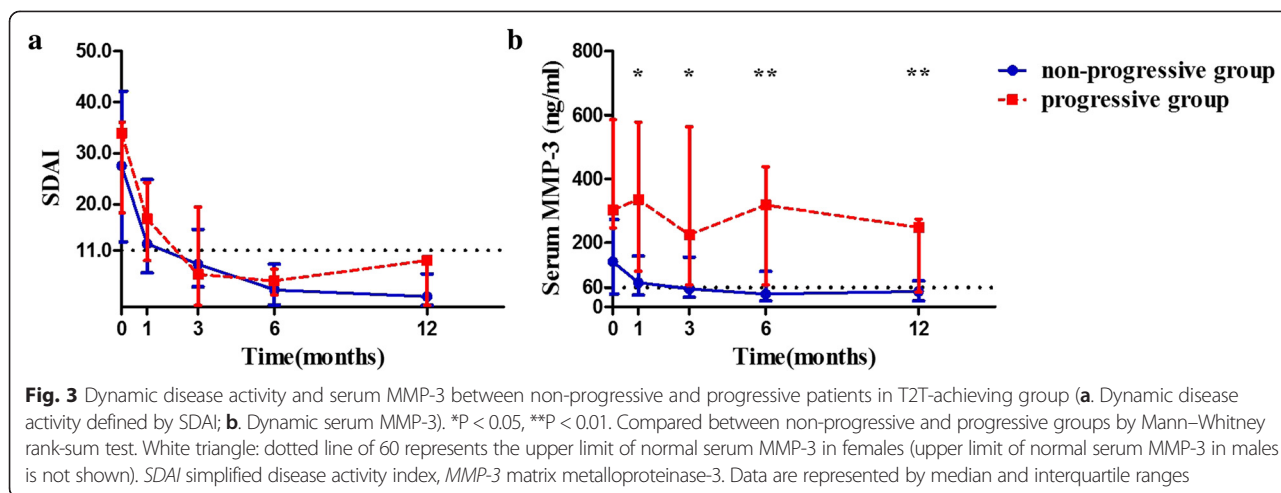 a
50.0
40.0
30.0
20.0
11.0
SDAI
0 1 3 6 12
Time(months)
b
800
600
400
200
60
0
Serum MMP-3 (ng/ml)
* * ** **
0 1 3 6 12
Time(months)
non-progressive group
progressive group
Fig. 3 Dynamic disease activity and serum MMP-3 between non-progressive and progressive patients in T2T-achieving group (a. Dynamic disease
activity defined by SDAI; b. Dynamic serum MMP-3). *P < 0.05, **P < 0.01. Compared between non-progressive and progressive groups by Mann–Whitney
rank-sum test. White triangle: dotted line of 60 represents the upper limit of normal serum MMP-3 in females (upper limit of normal serum MMP-3 in males
is not shown). SDAI simplified disease activity index, MMP-3 matrix metalloproteinase-3. Data are represented by median and interquartile ranges